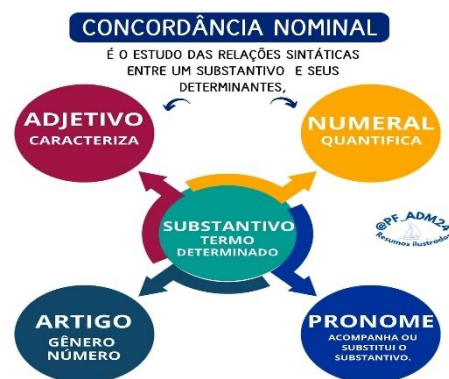 CONCORDÂNCIA NOMINAL
É O ESTUDO DAS RELAÇÕES SINTÁTICAS
ENTRE UM SUBSTANTIVO E SEUS
DETERMINANTES,
ADJETIVO
CARACTERIZA
NUMERAL
QUANTIFICA
SUBSTANTIVO
TERMO
DETERMINADO
@PF_ADM24
Resumos ilustrados
ARTIGO
GÊNERO
NÚMERO
PRONOME
ACOMPANHA OU
SUBSTITUI O
SUBSTANTIVO.